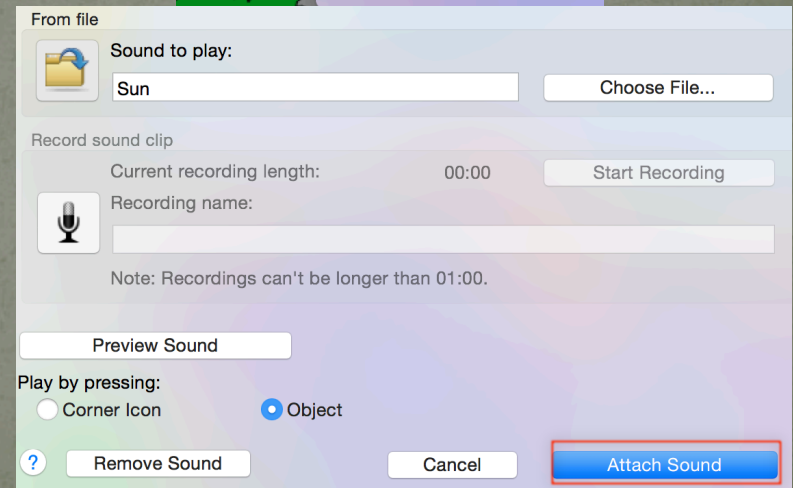 From file
Sound to play:
Sun
Choose File...
Record sound clip
Current recording length: 00:00 Start Recording
Recording name:
Note: Recordings can't be longer than 01:00.
Preview Sound
Play by pressing:
Corner Icon Object
? Remove Sound Cancel Attach Sound